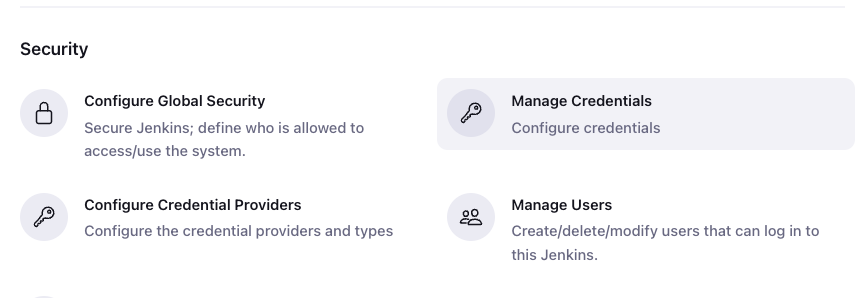 Security
Configure Global Security
Secure Jenkins; define who is allowed to
access/use the system.
Manage Credentials
Configure credentials
Configure Credential Providers
Configure the credential providers and types
Manage Users
Create/delete/modify users that can log in to
this Jenkins.